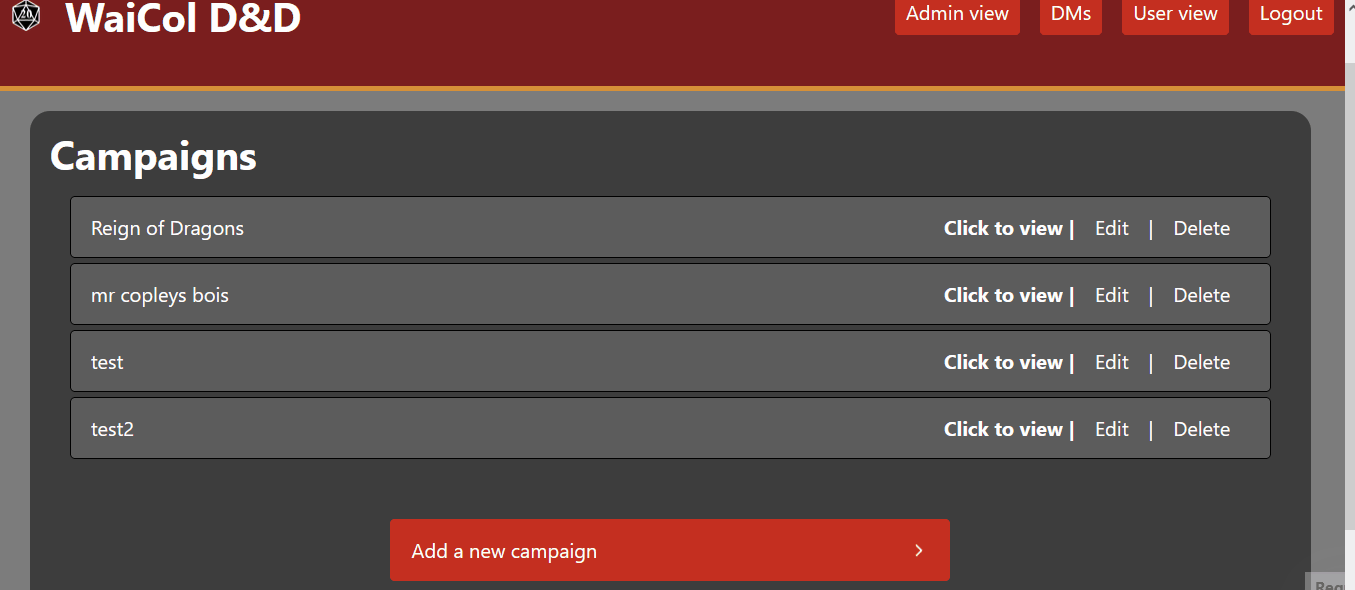 20
WaiCol D&D
Admin view
DMs
User view
Logout
Campaigns
Reign of Dragons
Click to view | Edit | Delete
mr copleys bois
Click to view | Edit | Delete
test
Click to view | Edit | Delete
test2
Click to view | Edit | Delete
Add a new campaign